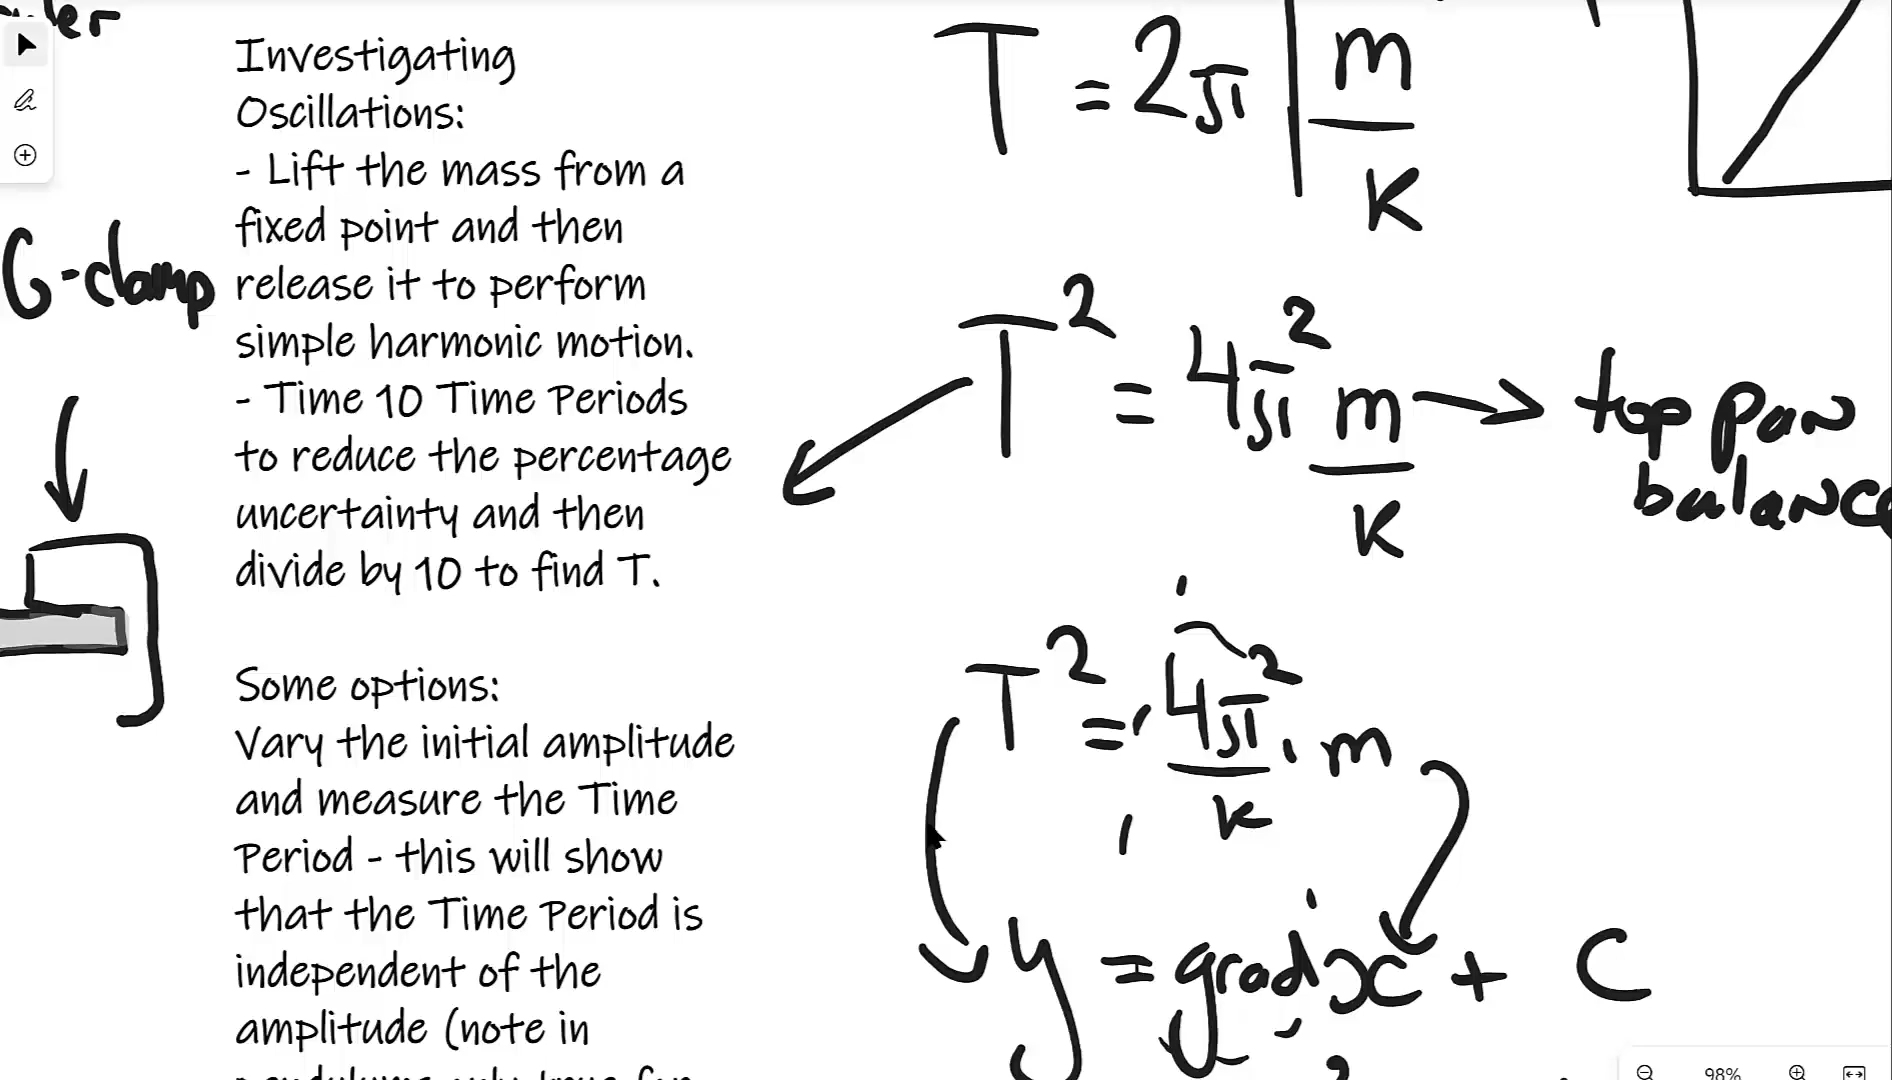 Investigating
Oscillations:
- Lift the mass from a
fixed point and then
release it to perform
simple harmonic motion.
- Time 10 Time Periods
to reduce the percentage
uncertainty and then
divide by 10 to find T.
Some options:
Vary the initial amplitude
and measure the Time
Period - this will show
that the Time Period is
independent of the
amplitude (note in
G-clamp
T = 2π | m
K
T² = 4π² m
K
top pan
balance
T² = 4π² . m
K
y = grad x + C
98%